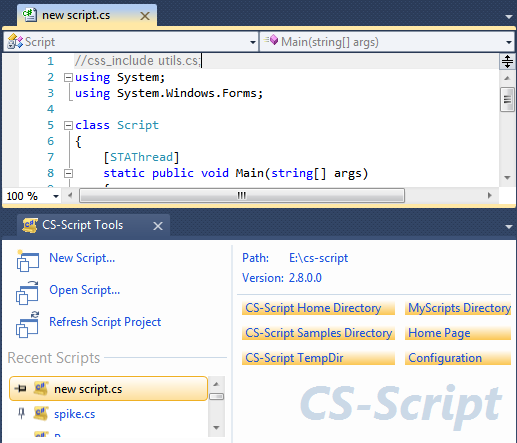 new script.cs
Script
Main(string[] args)
1 //css_include utils.cs;
2 using System;
3 using System.Windows.Forms;
4
5 class Script
6 {
7 [STAThread]
8 static public void Main(string[] args)
9 {
100 %
CS-Script Tools
New Script...
Open Script...
Refresh Script Project
Recent Scripts
new script.cs
spike.cs
Path: E:\cs-script
Version: 2.8.0.0
CS-Script Home Directory MyScripts Directory
CS-Script Samples Directory Home Page
CS-Script TempDir Configuration
CS-Script